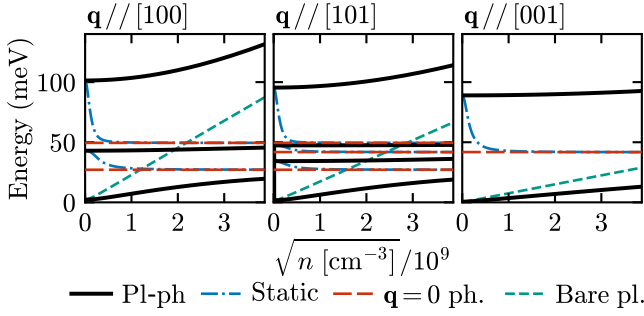 q // [100] q // [101] q // [001]
Energy (meV)
100
50
0
0 1 2 3 0 1 2 3 0 1 2 3
√n [cm⁻³]/10⁹
Pl-ph Static q = 0 ph. Bare pl.